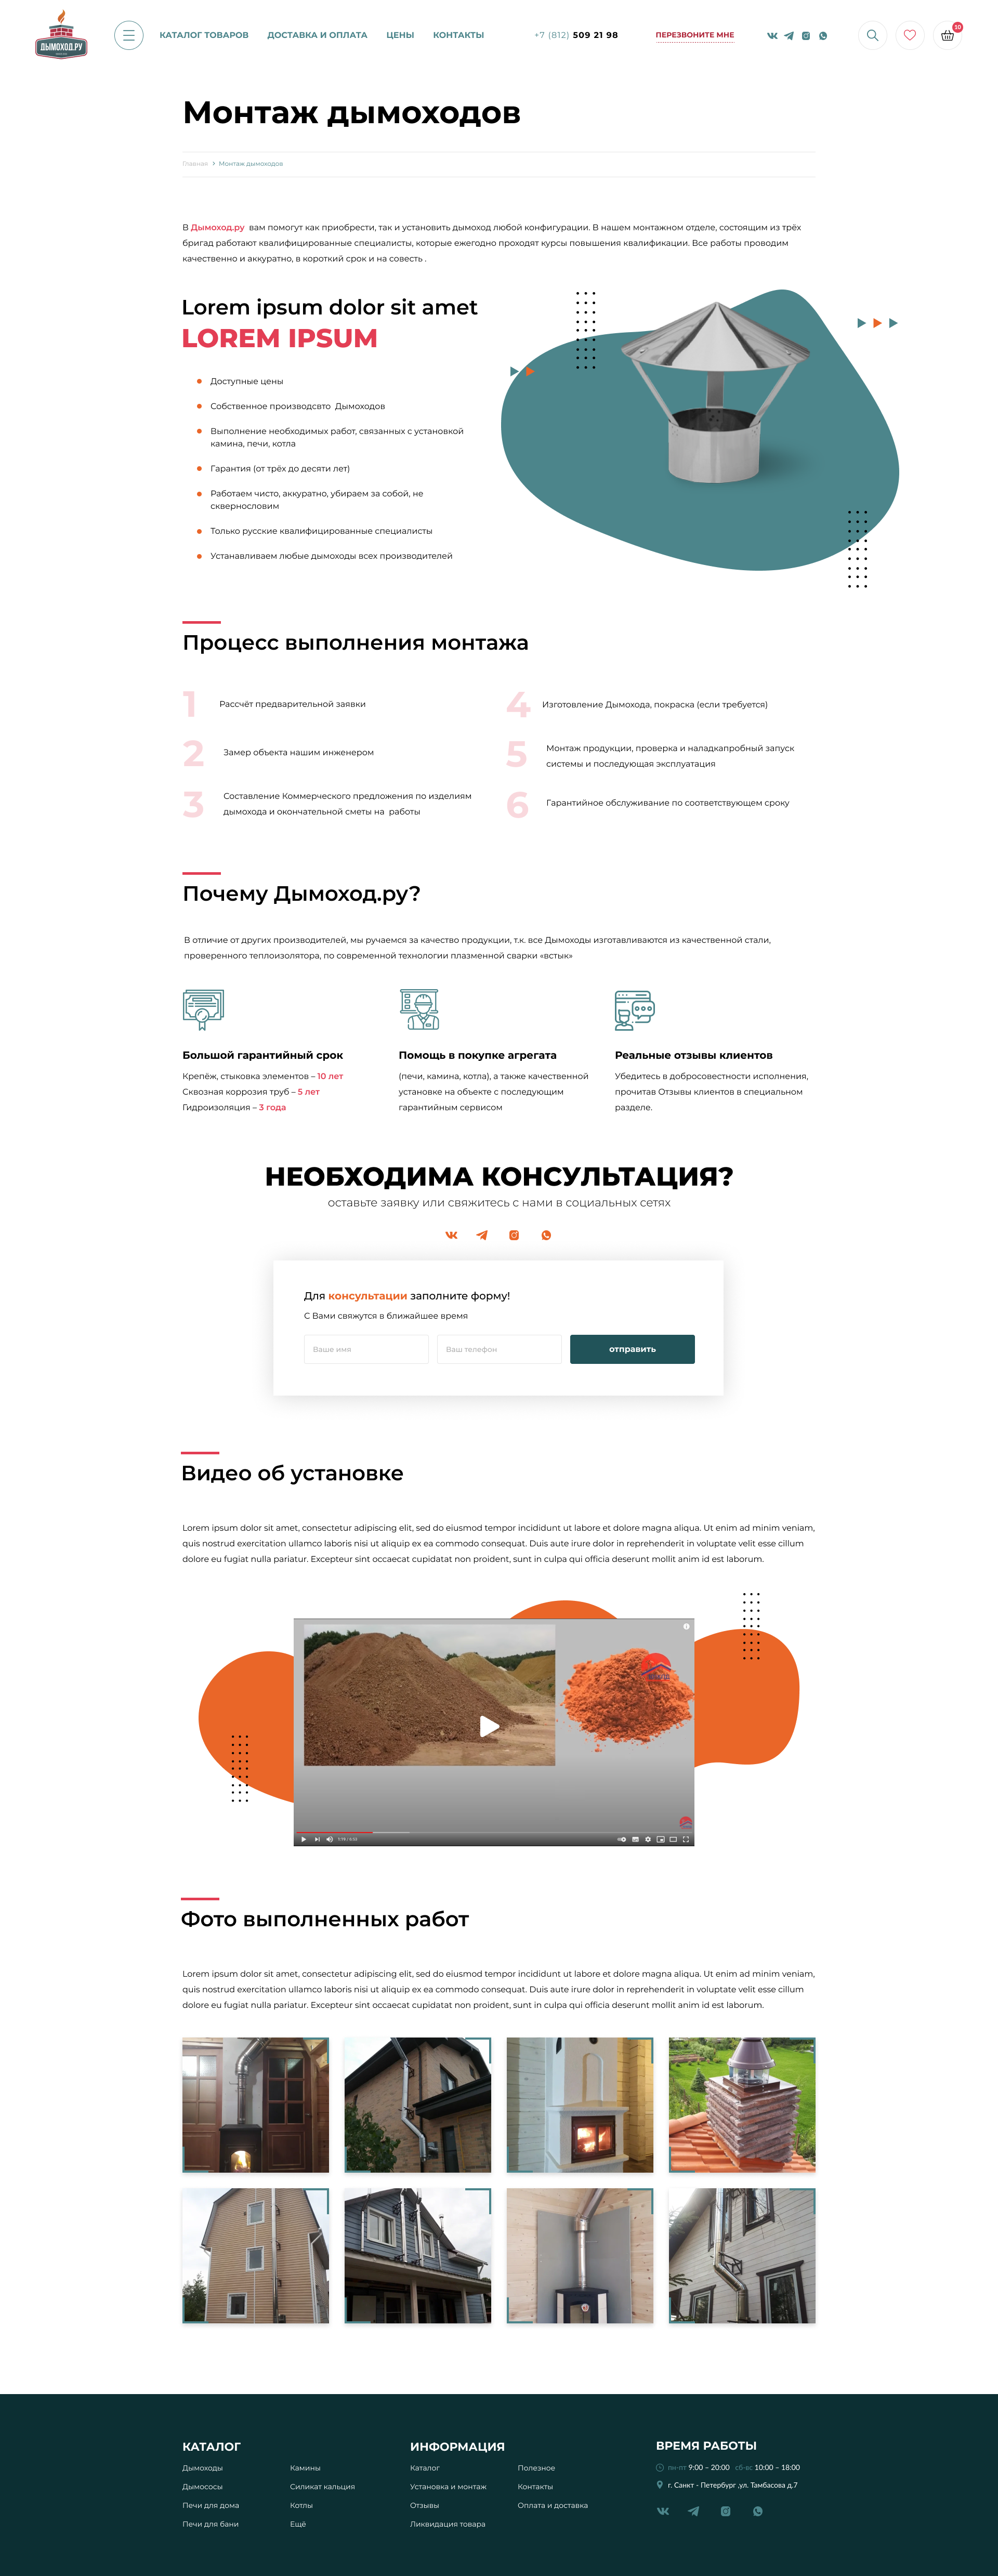 ДЫМОХОД.РУ
КАТАЛОГ ТОВАРОВ
ДОСТАВКА И ОПЛАТА
ЦЕНЫ
КОНТАКТЫ
+7 (812) 509 21 98
ПЕРЕЗВОНИТЕ МНЕ
10
Монтаж дымоходов
Главная › Монтаж дымоходов
В Дымоход.ру вам помогут как приобрести, так и установить дымоход любой конфигурации. В нашем монтажном отделе, состоящим из трёх
бригад работают квалифицированные специалисты, которые ежегодно проходят курсы повышения квалификации. Все работы проводим
качественно и аккуратно, в короткий срок и на совесть .
Lorem ipsum dolor sit amet
LOREM IPSUM
Доступные цены
Собственное производсвто Дымоходов
Выполнение необходимых работ, связанных с установкой
камина, печи, котла
Гарантия (от трёх до десяти лет)
Работаем чисто, аккуратно, убираем за собой, не
сквернословим
Только русские квалифицированные специалисты
Устанавливаем любые дымоходы всех производителей
Процесс выполнения монтажа
1 Рассчёт предварительной заявки
2 Замер объекта нашим инженером
3 Составление Коммерческого предложения по изделиям
дымохода и окончательной сметы на работы
4 Изготовление Дымохода, покраска (если требуется)
5 Монтаж продукции, проверка и наладкапробный запуск
системы и последующая эксплуатация
6 Гарантийное обслуживание по соответствующем сроку
Почему Дымоход.ру?
В отличие от других производителей, мы ручаемся за качество продукции, т.к. все Дымоходы изготавливаются из качественной стали,
проверенного теплоизолятора, по современной технологии плазменной сварки «встык»
Большой гарантийный срок
Крепёж, стыковка элементов – 10 лет
Сквозная коррозия труб – 5 лет
Гидроизоляция – 3 года
Помощь в покупке агрегата
(печи, камина, котла), а также качественной
установке на объекте с последующим
гарантийным сервисом
Реальные отзывы клиентов
Убедитесь в добросовестности исполнения,
прочитав Отзывы клиентов в специальном
разделе.
НЕОБХОДИМА КОНСУЛЬТАЦИЯ?
оставьте заявку или свяжитесь с нами в социальных сетях
Для консультации заполните форму!
С Вами свяжутся в ближайшее время
Ваше имя
Ваш телефон
отправить
Видео об установке
Lorem ipsum dolor sit amet, consectetur adipiscing elit, sed do eiusmod tempor incididunt ut labore et dolore magna aliqua. Ut enim ad minim veniam,
quis nostrud exercitation ullamco laboris nisi ut aliquip ex ea commodo consequat. Duis aute irure dolor in reprehenderit in voluptate velit esse cillum
dolore eu fugiat nulla pariatur. Excepteur sint occaecat cupidatat non proident, sunt in culpa qui officia deserunt mollit anim id est laborum.
Фото выполненных работ
Lorem ipsum dolor sit amet, consectetur adipiscing elit, sed do eiusmod tempor incididunt ut labore et dolore magna aliqua. Ut enim ad minim veniam,
quis nostrud exercitation ullamco laboris nisi ut aliquip ex ea commodo consequat. Duis aute irure dolor in reprehenderit in voluptate velit esse cillum
dolore eu fugiat nulla pariatur. Excepteur sint occaecat cupidatat non proident, sunt in culpa qui officia deserunt mollit anim id est laborum.
КАТАЛОГ
Дымоходы
Дымососы
Печи для дома
Печи для бани
Камины
Силикат кальция
Котлы
Ещё
ИНФОРМАЦИЯ
Каталог
Установка и монтаж
Отзывы
Ликвидация товара
Полезное
Контакты
Оплата и доставка
ВРЕМЯ РАБОТЫ
пн-пт 9:00 – 20:00 сб-вс 10:00 – 18:00
г. Санкт - Петербург ,ул. Тамбасова д.7